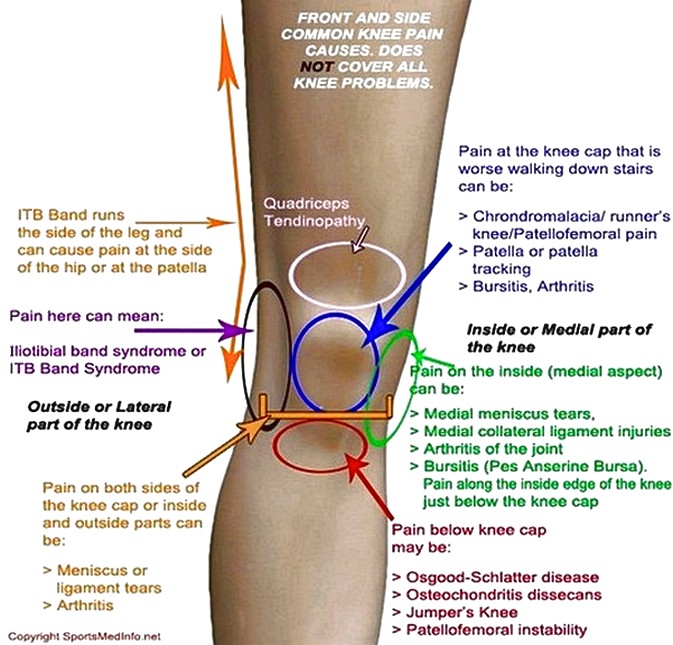 FRONT AND SIDE
COMMON KNEE PAIN
CAUSES. DOES
NOT COVER ALL
KNEE PROBLEMS.
Pain at the knee cap that is
worse walking down stairs
can be:
> Chrondromalacia/ runner's
knee/Patellofemoral pain
> Patella or patella
tracking
> Bursitis, Arthritis
Quadriceps
Tendinopathy
ITB Band runs
the side of the leg and
can cause pain at the side
of the hip or at the patella
Pain here can mean:
Iliotibial band syndrome or
ITB Band Syndrome
Outside or Lateral
part of the knee
Inside or Medial part of
the knee
Pain on the inside (medial aspect)
can be:
> Medial meniscus tears,
> Medial collateral ligament injuries
> Arthritis of the joint
> Bursitis (Pes Anserine Bursa).
Pain along the inside edge of the knee
just below the knee cap
Pain on both sides of
the knee cap or inside
and outside parts can
be:
> Meniscus or
ligament tears
> Arthritis
Pain below knee cap
may be:
> Osgood-Schlatter disease
> Osteochondritis dissecans
> Jumper's Knee
> Patellofemoral instability
Copyright SportsMedInfo.net